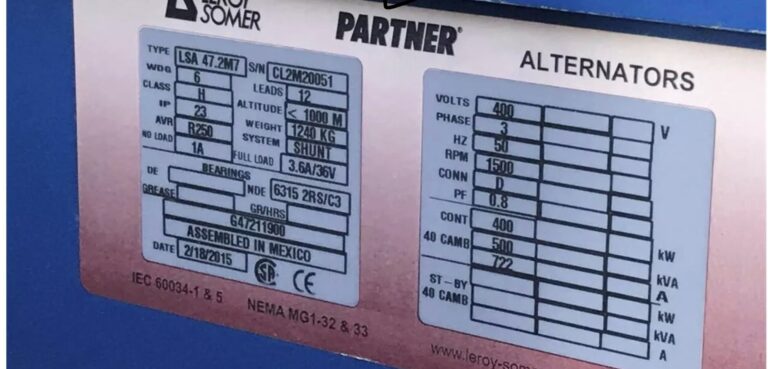 LEROY
SOMER
PARTNER®
ALTERNATORS
TYPE LSA 47.2M7 S/N CL2M20051
WDG 6 LEADS 12
CLASS H ALTITUDE < 1000 M
IP 23 WEIGHT 1240 KG
AVR R250 SYSTEM SHUNT
NO LOAD 1A FULL LOAD 3.6A/36V
BEARINGS
DE NDE 6315 2RS/C3
GREASE GR/HRS
G47211900
ASSEMBLED IN MEXICO
DATE 2/18/2015 SA CE
IEC 60034-1 & 5 NEMA MG1-32 & 33
VOLTS 400 V
PHASE 3
HZ 50
RPM 1500
CONN D
PF 0.8
CONT 400 kW
40 CAMB 500 kVA
722 A
ST-BY kW
40 CAMB kVA
A
www.leroy-som